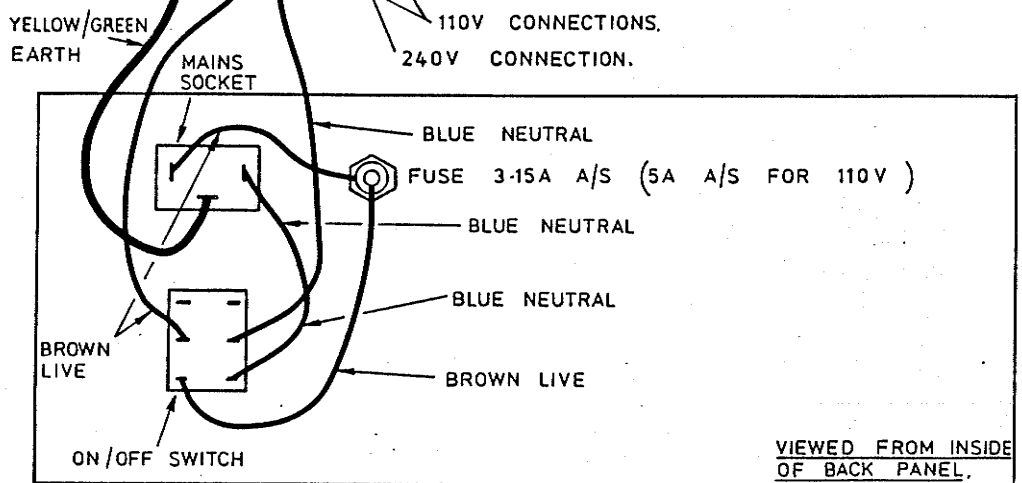 YELLOW/GREEN
EARTH
110V CONNECTIONS.
240V CONNECTION.
MAINS
SOCKET
BLUE NEUTRAL
FUSE 3-15A A/S (5A A/S FOR 110V)
BLUE NEUTRAL
BLUE NEUTRAL
BROWN
LIVE
BROWN LIVE
ON/OFF SWITCH
VIEWED FROM INSIDE
OF BACK PANEL.